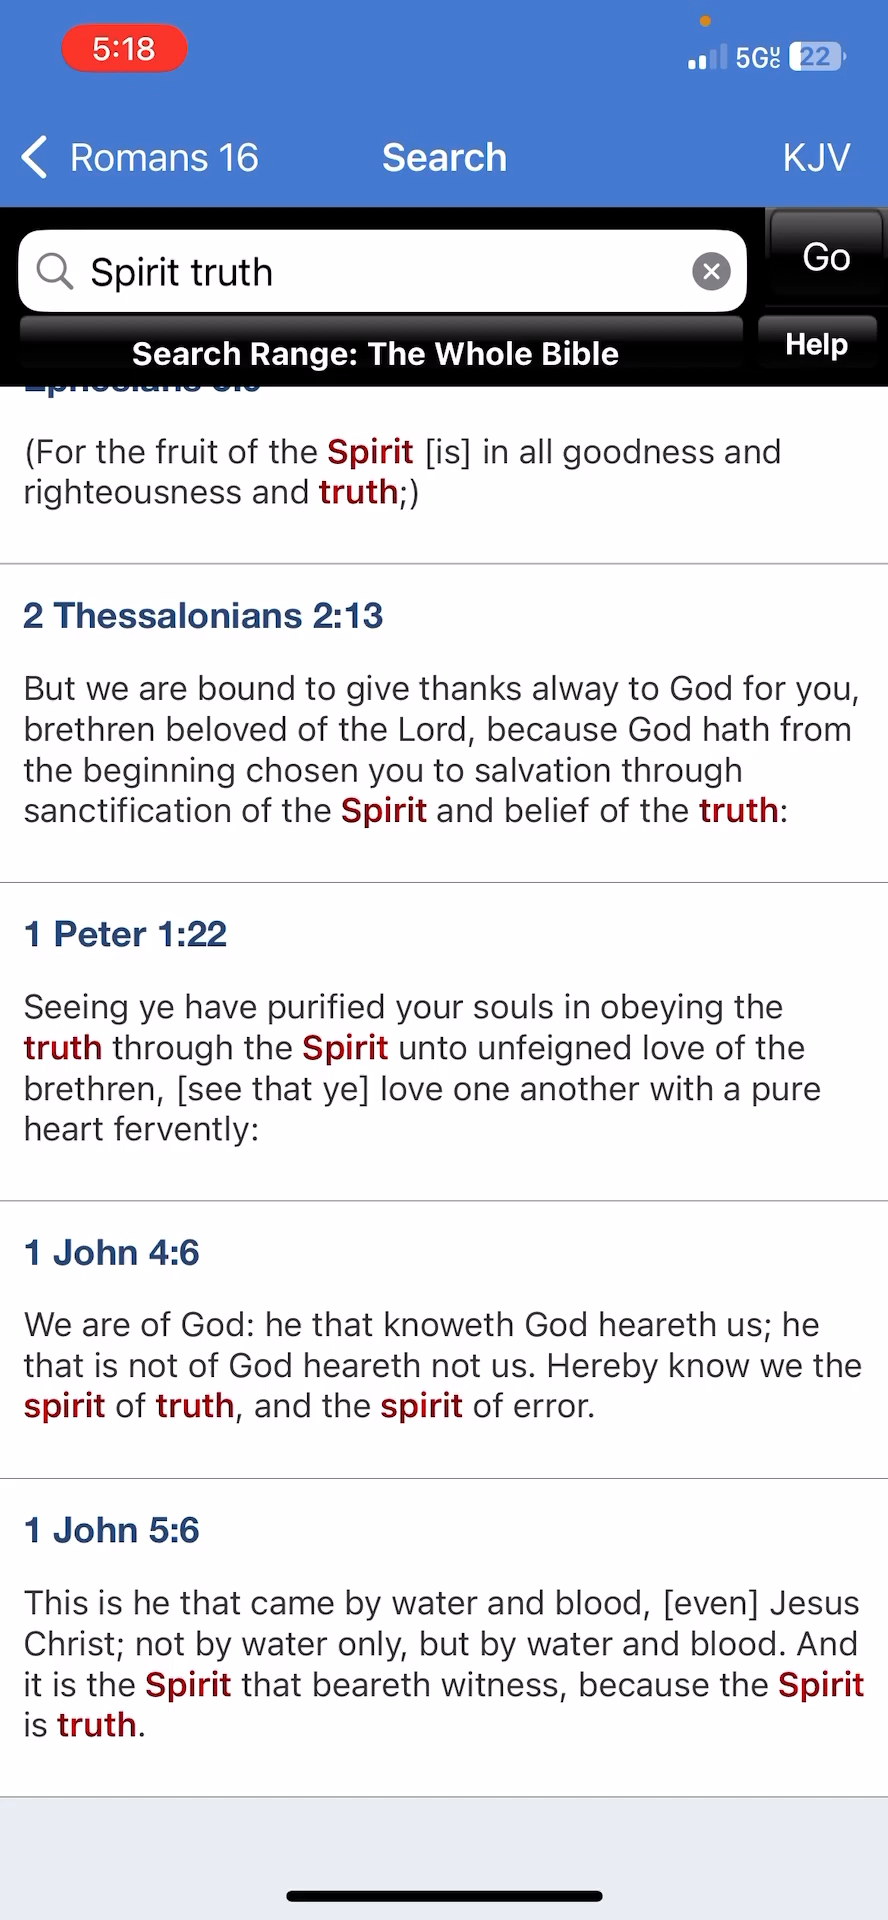 5:18
5G
22
Romans 16
Search
KJV
Spirit truth
Go
Search Range: The Whole Bible
Help
(For the fruit of the Spirit [is] in all goodness and
righteousness and truth;)
2 Thessalonians 2:13
But we are bound to give thanks alway to God for you,
brethren beloved of the Lord, because God hath from
the beginning chosen you to salvation through
sanctification of the Spirit and belief of the truth:
1 Peter 1:22
Seeing ye have purified your souls in obeying the
truth through the Spirit unto unfeigned love of the
brethren, [see that ye] love one another with a pure
heart fervently:
1 John 4:6
We are of God: he that knoweth God heareth us; he
that is not of God heareth not us. Hereby know we the
spirit of truth, and the spirit of error.
1 John 5:6
This is he that came by water and blood, [even] Jesus
Christ; not by water only, but by water and blood. And
it is the Spirit that beareth witness, because the Spirit
is truth.